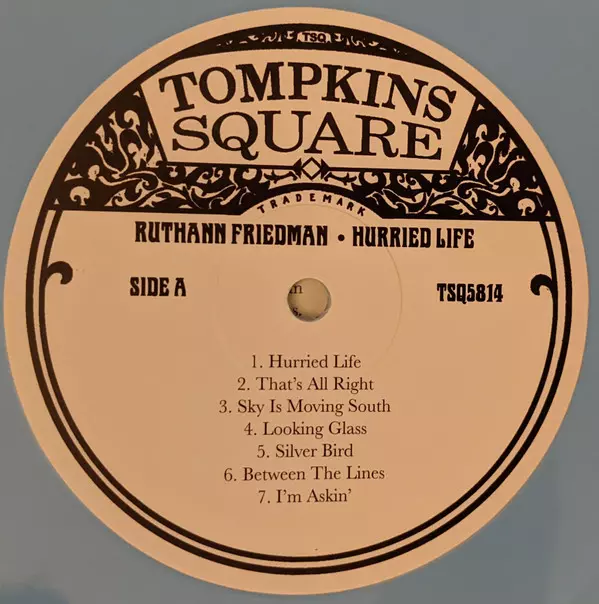 TSQ
TOMPKINS
SQUARE
TRADEMARK
RUTHANN FRIEDMAN • HURRIED LIFE
SIDE A
TSQ5814
1. Hurried Life
2. That's All Right
3. Sky Is Moving South
4. Looking Glass
5. Silver Bird
6. Between The Lines
7. I'm Askin'